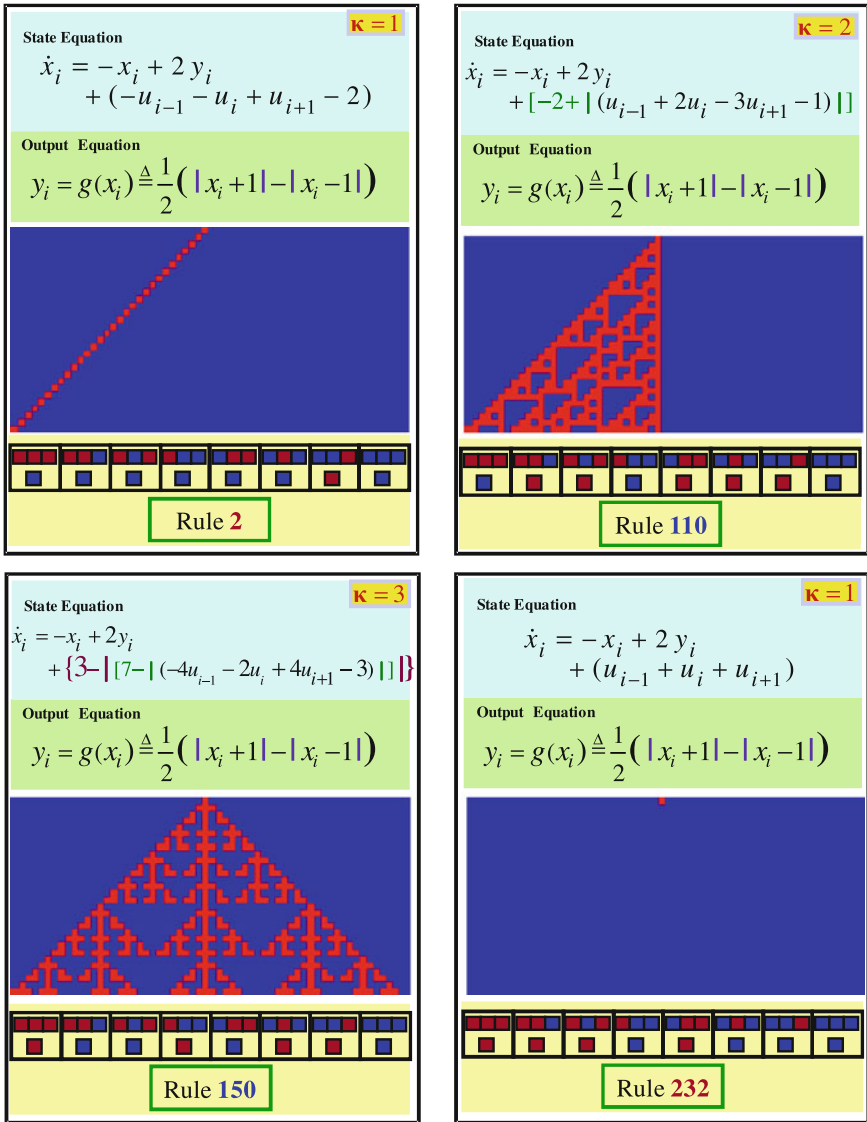 κ = 1
State Equation
ẋ_i = −x_i + 2 y_i
+ (−u_{i−1} − u_i + u_{i+1} − 2)
Output Equation
y_i = g(x_i) ≜ 1/2 ( |x_i +1| − |x_i −1| )
Rule 2
κ = 2
State Equation
ẋ_i = −x_i + 2 y_i
+ [−2+ | (u_{i−1} + 2u_i − 3u_{i+1} − 1) |]
Output Equation
y_i = g(x_i) ≜ 1/2 ( |x_i +1| − |x_i −1| )
Rule 110
κ = 3
State Equation
ẋ_i = −x_i + 2y_i
+ {3−| [7−| (−4u_{i−1} − 2u_i + 4u_{i+1} − 3) |] |}
Output Equation
y_i = g(x_i) ≜ 1/2 ( |x_i +1| − |x_i −1| )
Rule 150
κ = 1
State Equation
ẋ_i = −x_i + 2 y_i
+ (u_{i−1} + u_i + u_{i+1})
Output Equation
y_i = g(x_i) ≜ 1/2 ( |x_i +1| − |x_i −1| )
Rule 232